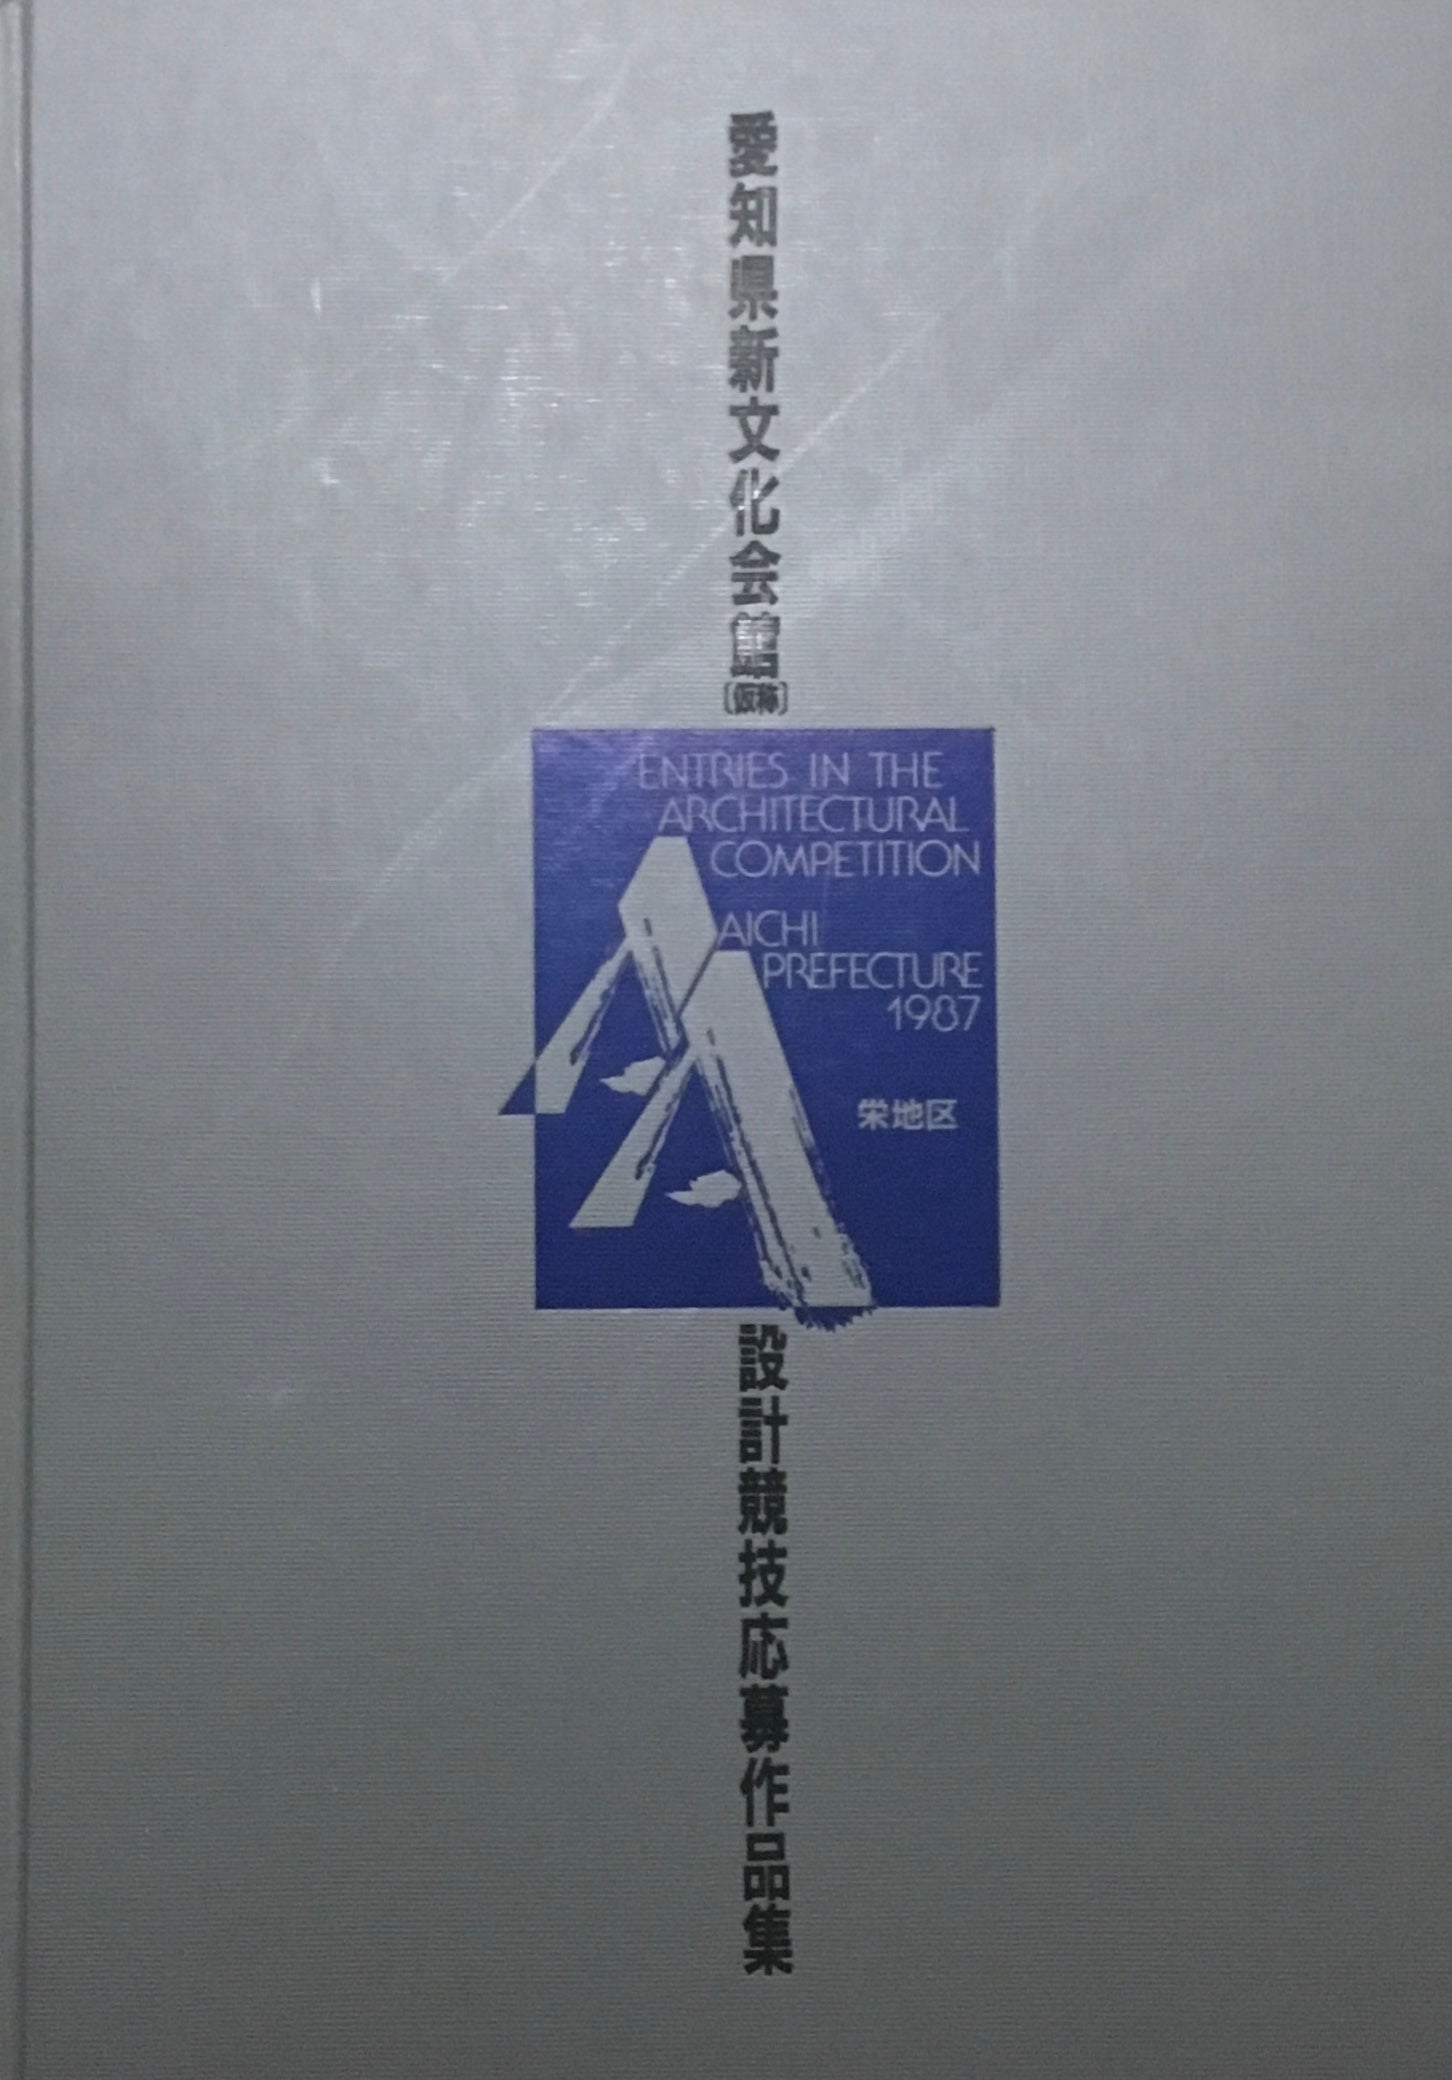 愛知県新文化会館
〔仮称〕
ENTRIES IN THE
ARCHITECTURAL
COMPETITION
AICHI
PREFECTURE
1987
栄地区
設計競技応募作品集